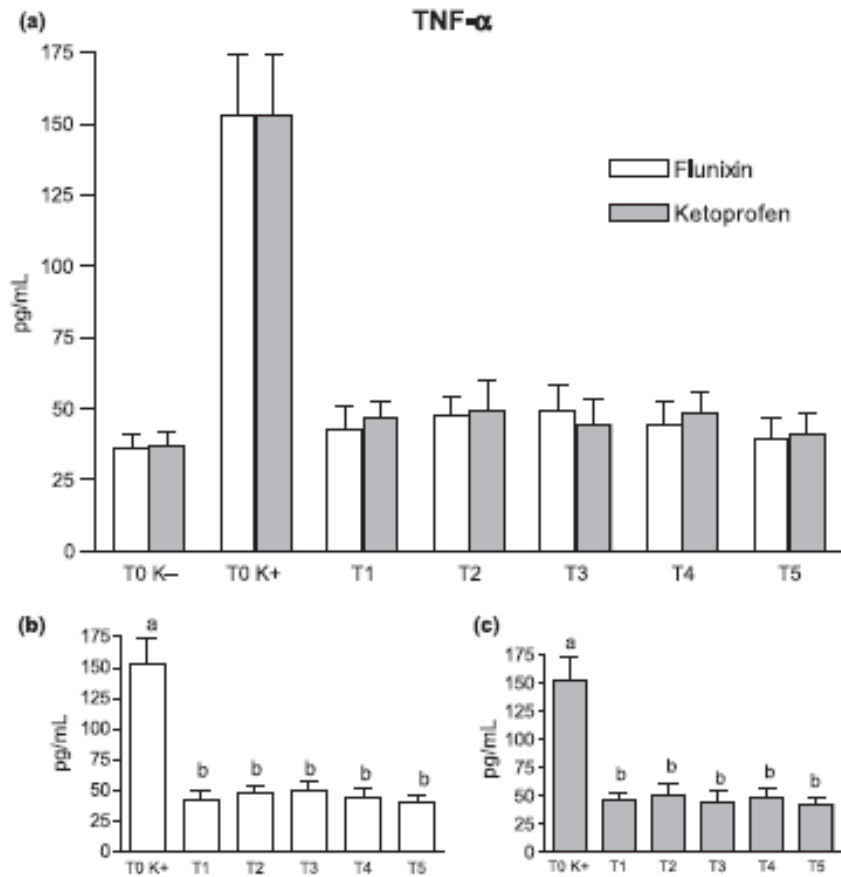 (a)
TNF-α
175
150
125
100
75
50
25
0
pg/mL
Flunixin
Ketoprofen
T0 K– T0 K+ T1 T2 T3 T4 T5
(b)
175
150
125
100
75
50
25
0
pg/mL
a b b b b b
T0 K+ T1 T2 T3 T4 T5
(c)
175
150
125
100
75
50
25
0
pg/mL
a b b b b b
T0 K+ T1 T2 T3 T4 T5